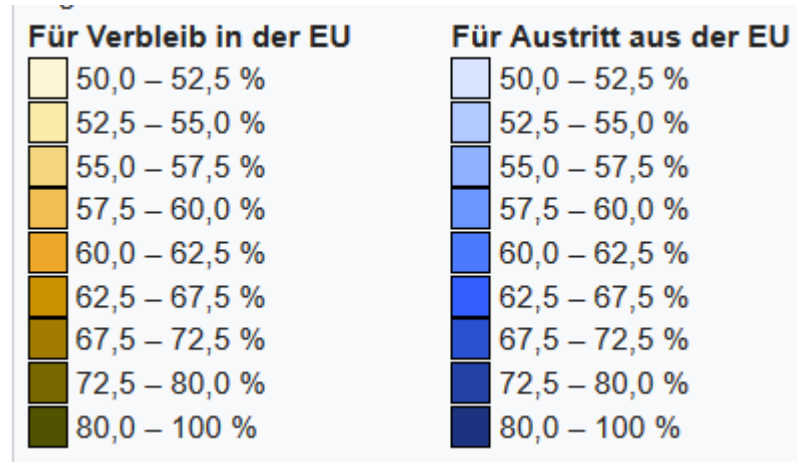 Für Verbleib in der EU
50,0 – 52,5 %
52,5 – 55,0 %
55,0 – 57,5 %
57,5 – 60,0 %
60,0 – 62,5 %
62,5 – 67,5 %
67,5 – 72,5 %
72,5 – 80,0 %
80,0 – 100 %
Für Austritt aus der EU
50,0 – 52,5 %
52,5 – 55,0 %
55,0 – 57,5 %
57,5 – 60,0 %
60,0 – 62,5 %
62,5 – 67,5 %
67,5 – 72,5 %
72,5 – 80,0 %
80,0 – 100 %